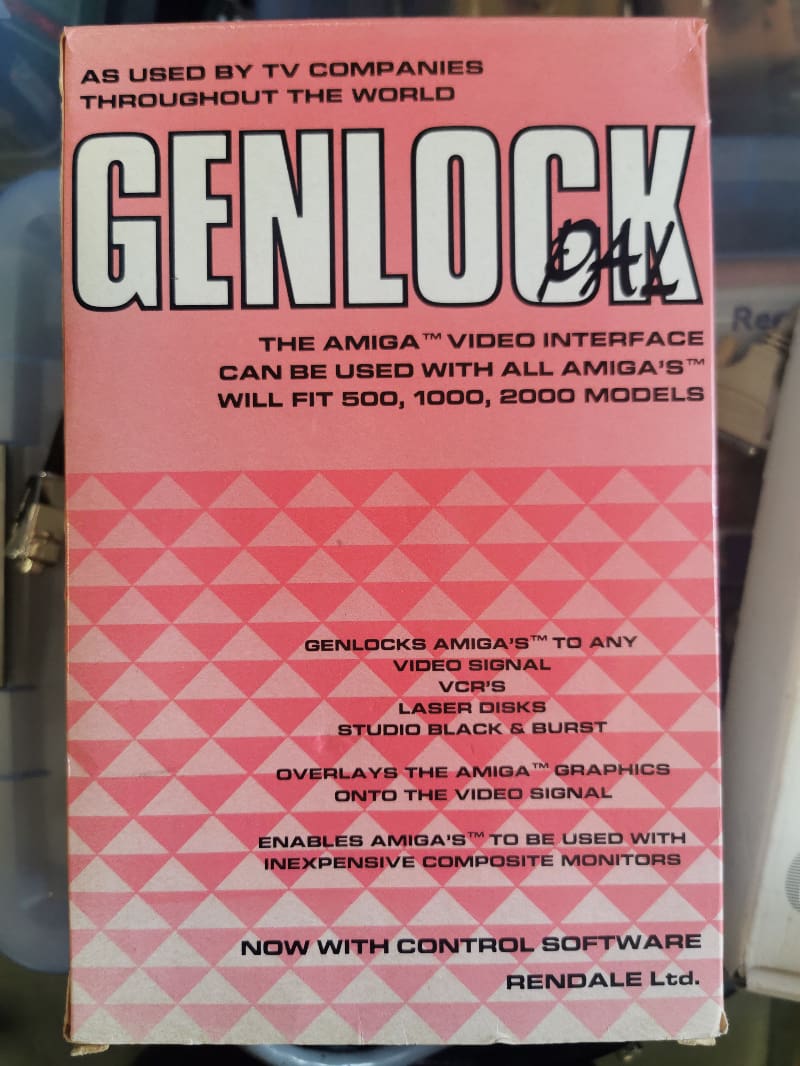 AS USED BY TV COMPANIES
THROUGHOUT THE WORLD
GENLOCK
PAL
THE AMIGA™ VIDEO INTERFACE
CAN BE USED WITH ALL AMIGA'S™
WILL FIT 500, 1000, 2000 MODELS
GENLOCKS AMIGA'S™ TO ANY
VIDEO SIGNAL
VCR'S
LASER DISKS
STUDIO BLACK & BURST
OVERLAYS THE AMIGA™ GRAPHICS
ONTO THE VIDEO SIGNAL
ENABLES AMIGA'S™ TO BE USED WITH
INEXPENSIVE COMPOSITE MONITORS
NOW WITH CONTROL SOFTWARE
RENDALE Ltd.